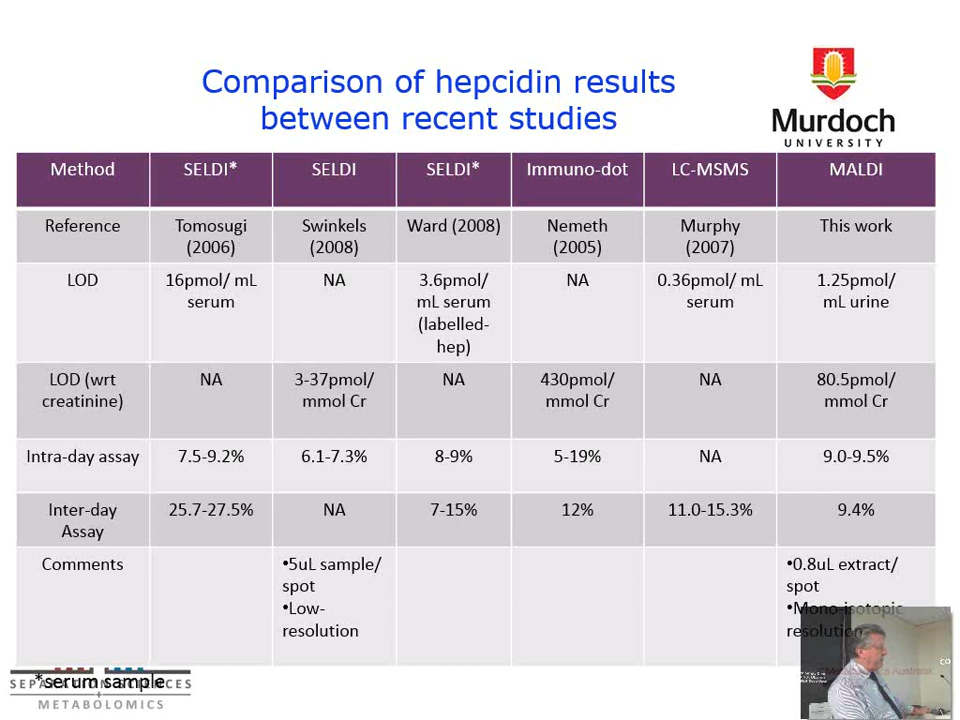 Comparison of hepcidin results
between recent studies
Murdoch
UNIVERSITY
Method SELDI* SELDI SELDI* Immuno-dot LC-MSMS MALDI
Reference Tomosugi (2006) Swinkels (2008) Ward (2008) Nemeth (2005) Murphy (2007) This work
LOD 16pmol/ mL serum NA 3.6pmol/ mL serum (labelled-hep) NA 0.36pmol/ mL serum 1.25pmol/ mL urine
LOD (wrt creatinine) NA 3-37pmol/ mmol Cr NA 430pmol/ mmol Cr NA 80.5pmol/ mmol Cr
Intra-day assay 7.5-9.2% 6.1-7.3% 8-9% 5-19% NA 9.0-9.5%
Inter-day Assay 25.7-27.5% NA 7-15% 12% 11.0-15.3% 9.4%
Comments •5uL sample/ spot •Low-resolution •0.8uL extract/ spot •Mono-isotopic resolution
*serum sample
SEPARATION SCIENCES
METABOLOMICS